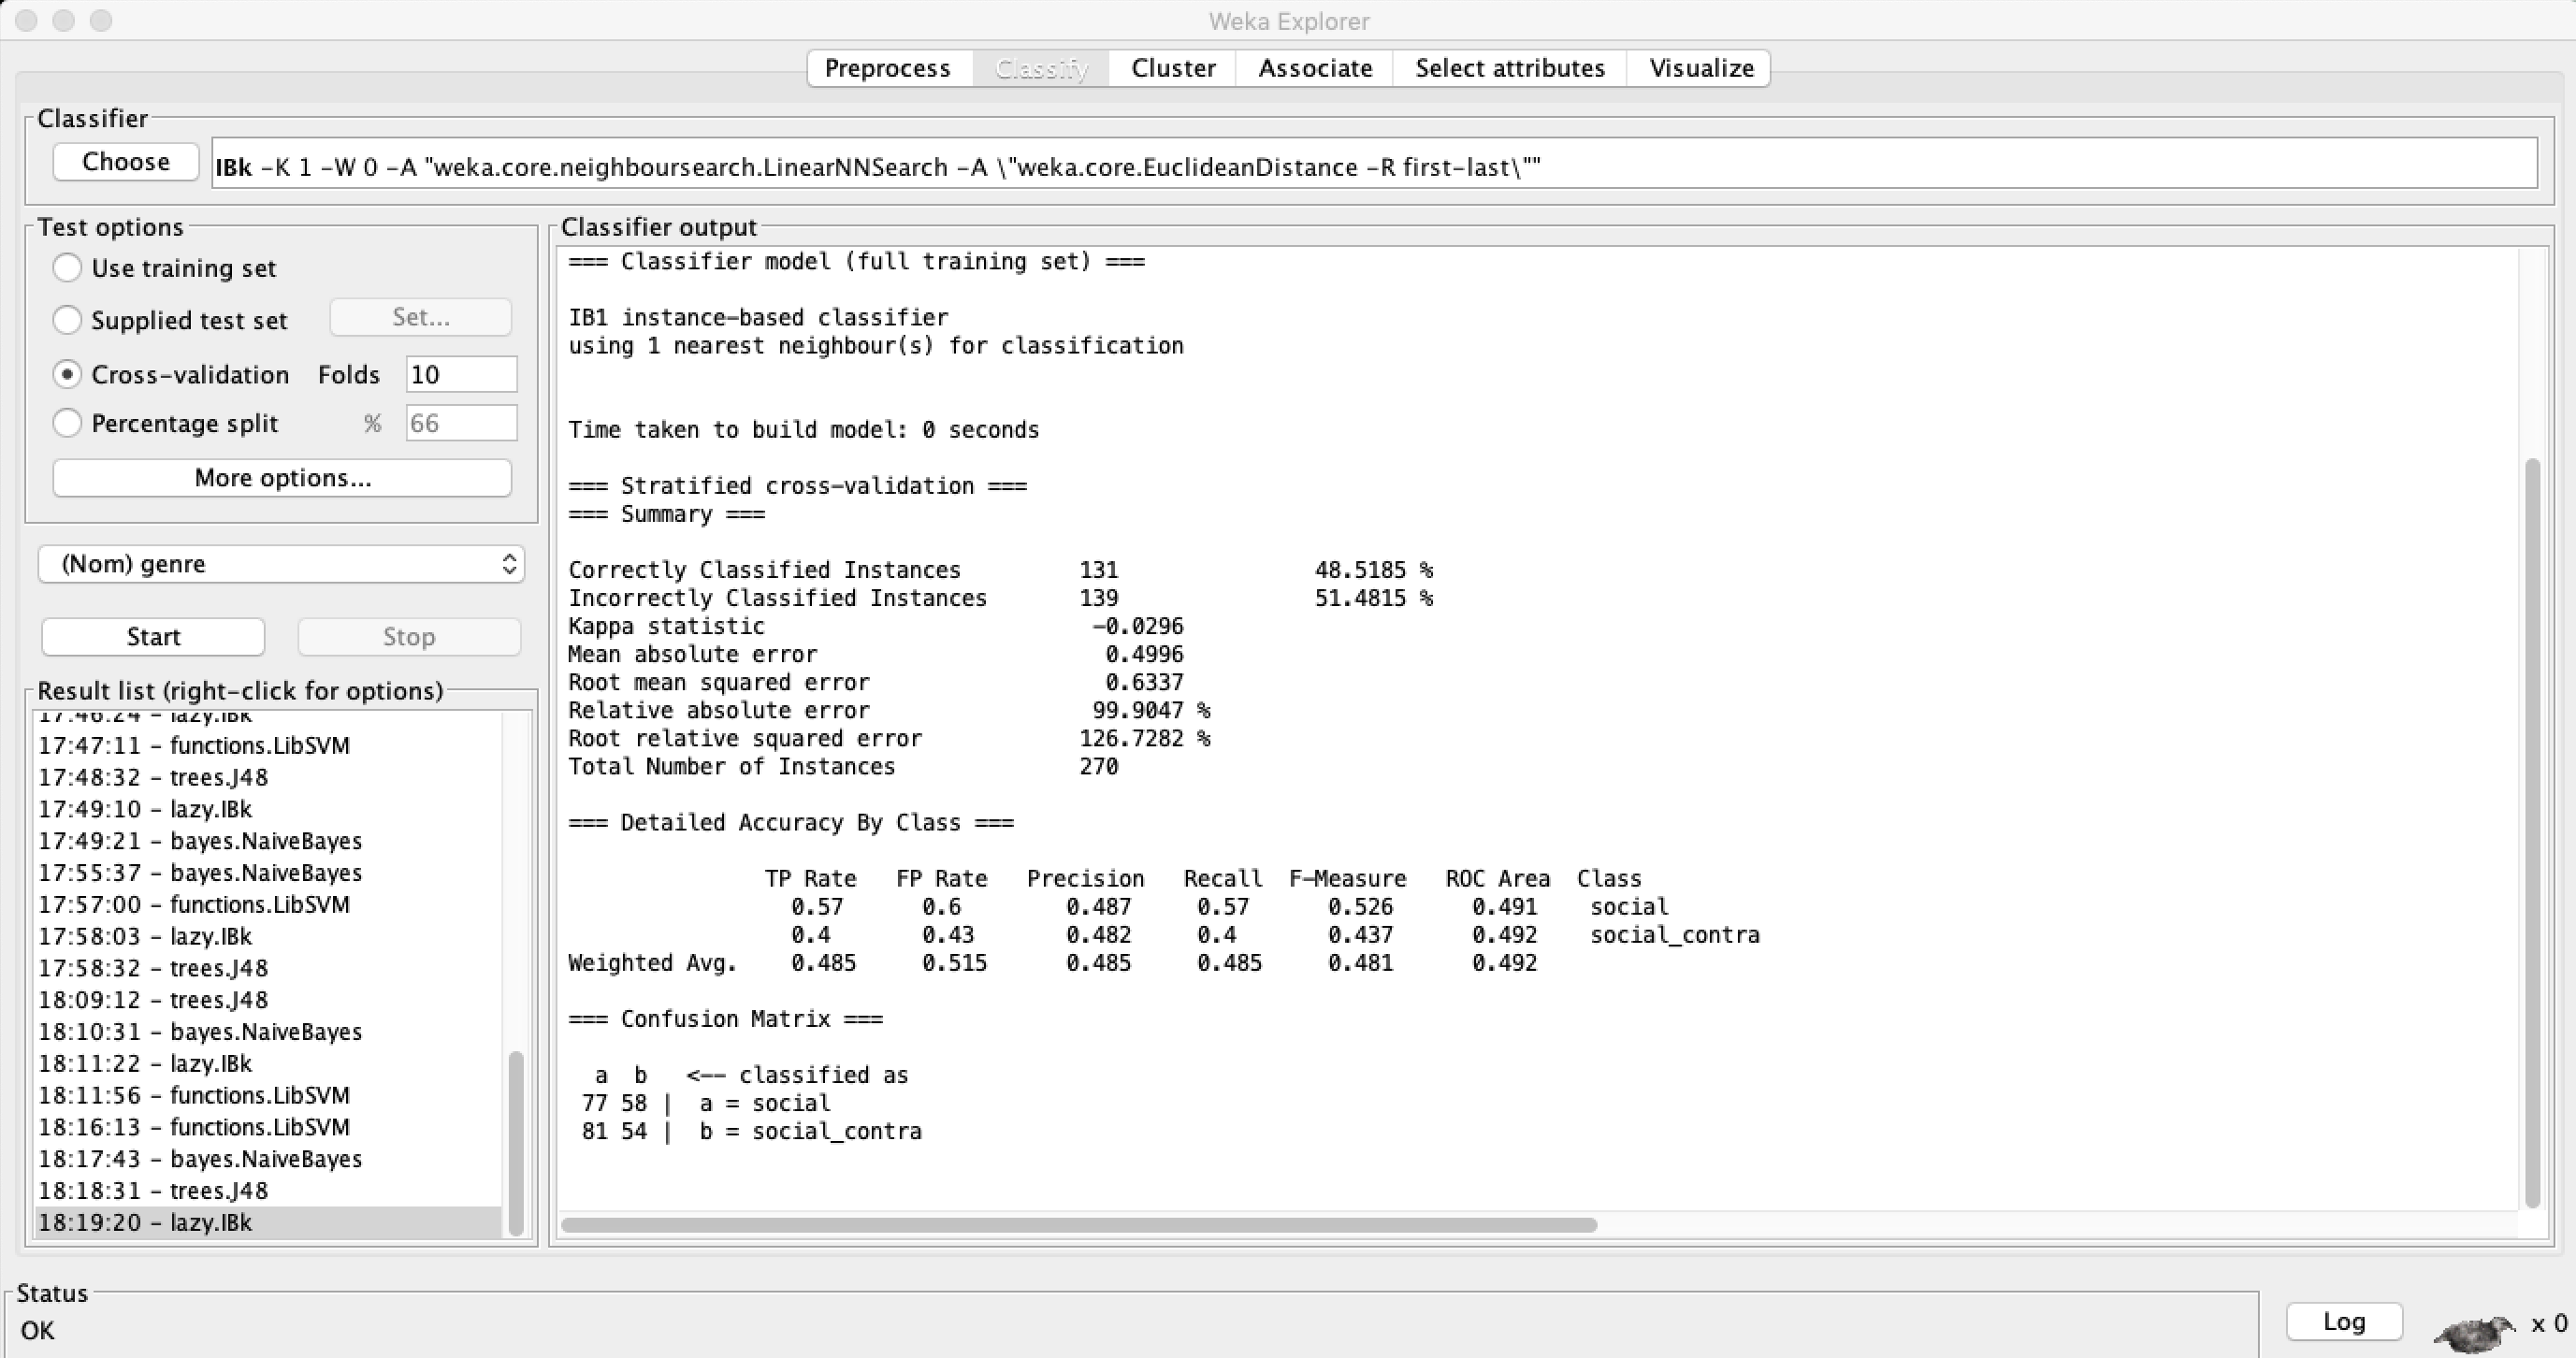 Weka Explorer
Preprocess Classify Cluster Associate Select attributes Visualize
Classifier
Choose IBk -K 1 -W 0 -A "weka.core.neighboursearch.LinearNNSearch -A \"weka.core.EuclideanDistance -R first-last\""
Test options
Use training set
Supplied test set Set...
Cross-validation Folds 10
Percentage split % 66
More options...
(Nom) genre
Start Stop
Result list (right-click for options)
17:46:24 - lazy.IBk
17:47:11 - functions.LibSVM
17:48:32 - trees.J48
17:49:10 - lazy.IBk
17:49:21 - bayes.NaiveBayes
17:55:37 - bayes.NaiveBayes
17:57:00 - functions.LibSVM
17:58:03 - lazy.IBk
17:58:32 - trees.J48
18:09:12 - trees.J48
18:10:31 - bayes.NaiveBayes
18:11:22 - lazy.IBk
18:11:56 - functions.LibSVM
18:16:13 - functions.LibSVM
18:17:43 - bayes.NaiveBayes
18:18:31 - trees.J48
18:19:20 - lazy.IBk
Classifier output
=== Classifier model (full training set) ===
IB1 instance-based classifier
using 1 nearest neighbour(s) for classification
Time taken to build model: 0 seconds
=== Stratified cross-validation ===
=== Summary ===
Correctly Classified Instances 131 48.5185 %
Incorrectly Classified Instances 139 51.4815 %
Kappa statistic -0.0296
Mean absolute error 0.4996
Root mean squared error 0.6337
Relative absolute error 99.9047 %
Root relative squared error 126.7282 %
Total Number of Instances 270
=== Detailed Accuracy By Class ===
TP Rate FP Rate Precision Recall F-Measure ROC Area Class
0.57 0.6 0.487 0.57 0.526 0.491 social
0.4 0.43 0.482 0.4 0.437 0.492 social_contra
Weighted Avg. 0.485 0.515 0.485 0.485 0.481 0.492
=== Confusion Matrix ===
a b <-- classified as
77 58 | a = social
81 54 | b = social_contra
Status
OK
Log x 0